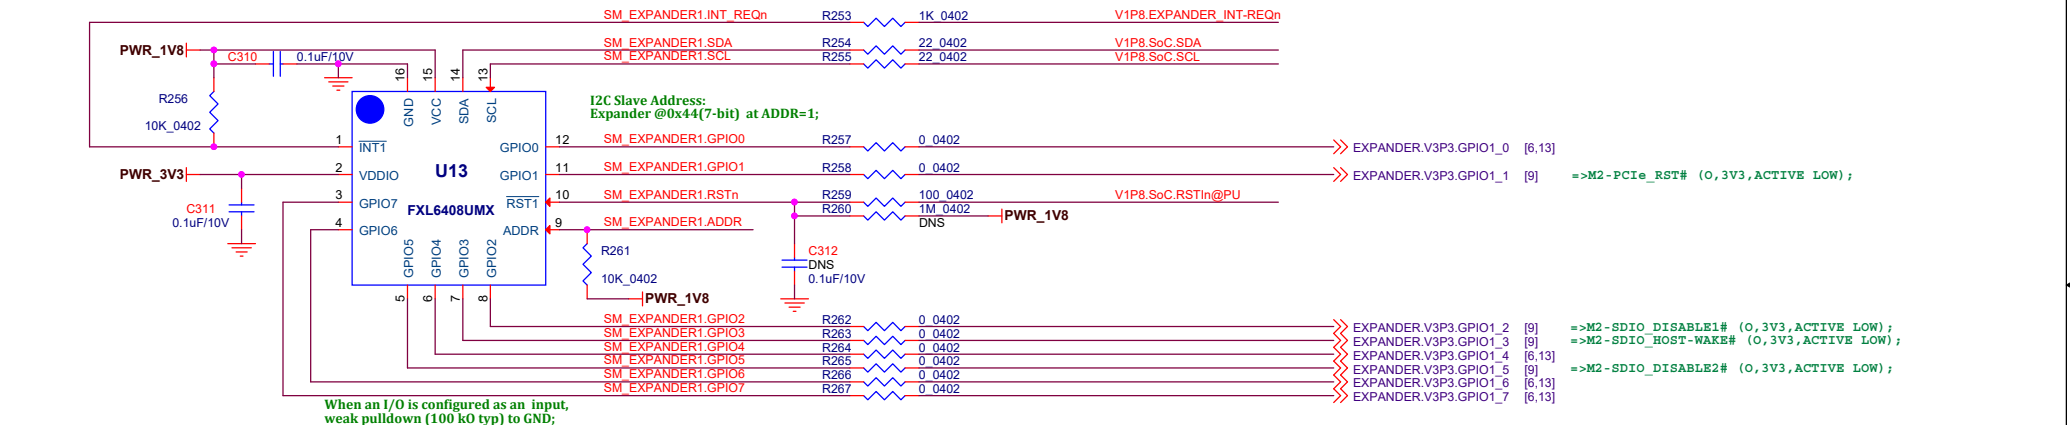 SM_EXPANDER1.INT_REQn R253 1K_0402 V1P8.EXPANDER_INT-REQn
PWR_1V8 SM_EXPANDER1.SDA R254 22_0402 V1P8.SoC.SDA
C310 0.1uF/10V SM_EXPANDER1.SCL R255 22_0402 V1P8.SoC.SCL
16 15 14 13
R256
10K_0402
GND VCC SDA SCL
I2C Slave Address:
Expander @0x44(7-bit) at ADDR=1;
1 INT1 GPIO0 12 SM_EXPANDER1.GPIO0 R257 0_0402 EXPANDER.V3P3.GPIO1_0 [6,13]
PWR_3V3 2 VDDIO U13 GPIO1 11 SM_EXPANDER1.GPIO1 R258 0_0402 EXPANDER.V3P3.GPIO1_1 [9] =>M2-PCIe_RST# (O,3V3,ACTIVE LOW);
3 GPIO7 RST1 10 SM_EXPANDER1.RSTn R259 100_0402 V1P8.SoC.RSTIn@PU
C311 FXL6408UMX R260 1M_0402 PWR_1V8
0.1uF/10V 4 GPIO6 ADDR 9 SM_EXPANDER1.ADDR DNS
GPIO5 GPIO4 GPIO3 GPIO2
R261 C312
DNS
10K_0402 0.1uF/10V
5 6 7 8 PWR_1V8
SM_EXPANDER1.GPIO2 R262 0_0402 EXPANDER.V3P3.GPIO1_2 [9] =>M2-SDIO_DISABLE1# (O,3V3,ACTIVE LOW);
SM_EXPANDER1.GPIO3 R263 0_0402 EXPANDER.V3P3.GPIO1_3 [9] =>M2-SDIO_HOST-WAKE# (O,3V3,ACTIVE LOW);
SM_EXPANDER1.GPIO4 R264 0_0402 EXPANDER.V3P3.GPIO1_4 [6,13]
SM_EXPANDER1.GPIO5 R265 0_0402 EXPANDER.V3P3.GPIO1_5 [9] =>M2-SDIO_DISABLE2# (O,3V3,ACTIVE LOW);
SM_EXPANDER1.GPIO6 R266 0_0402 EXPANDER.V3P3.GPIO1_6 [6,13]
SM_EXPANDER1.GPIO7 R267 0_0402 EXPANDER.V3P3.GPIO1_7 [6,13]
When an I/O is configured as an input,
weak pulldown (100 kO typ) to GND;